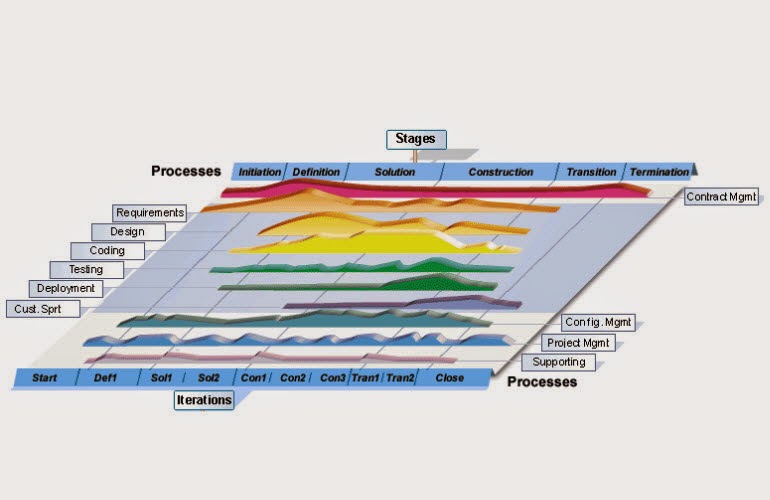 Stages
Processes
Initiation Definition Solution Construction Transition Termination
Contract Mgmt
Requirements
Design
Coding
Testing
Deployment
Cust. Sprt
Config. Mgmt
Project Mgmt
Supporting
Start Def1 Sol1 Sol2 Con1 Con2 Con3 Tran1 Tran2 Close
Processes
Iterations